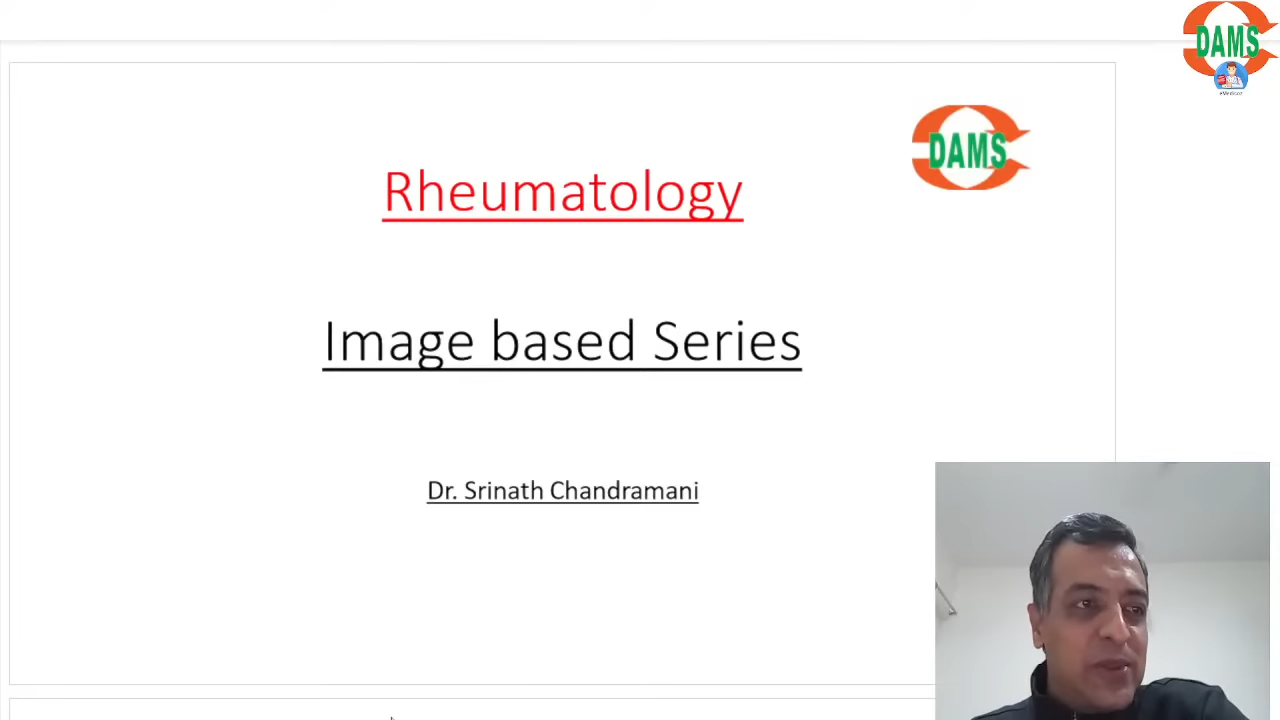 DAMS
DAMS
Rheumatology
Image based Series
Dr. Srinath Chandramani